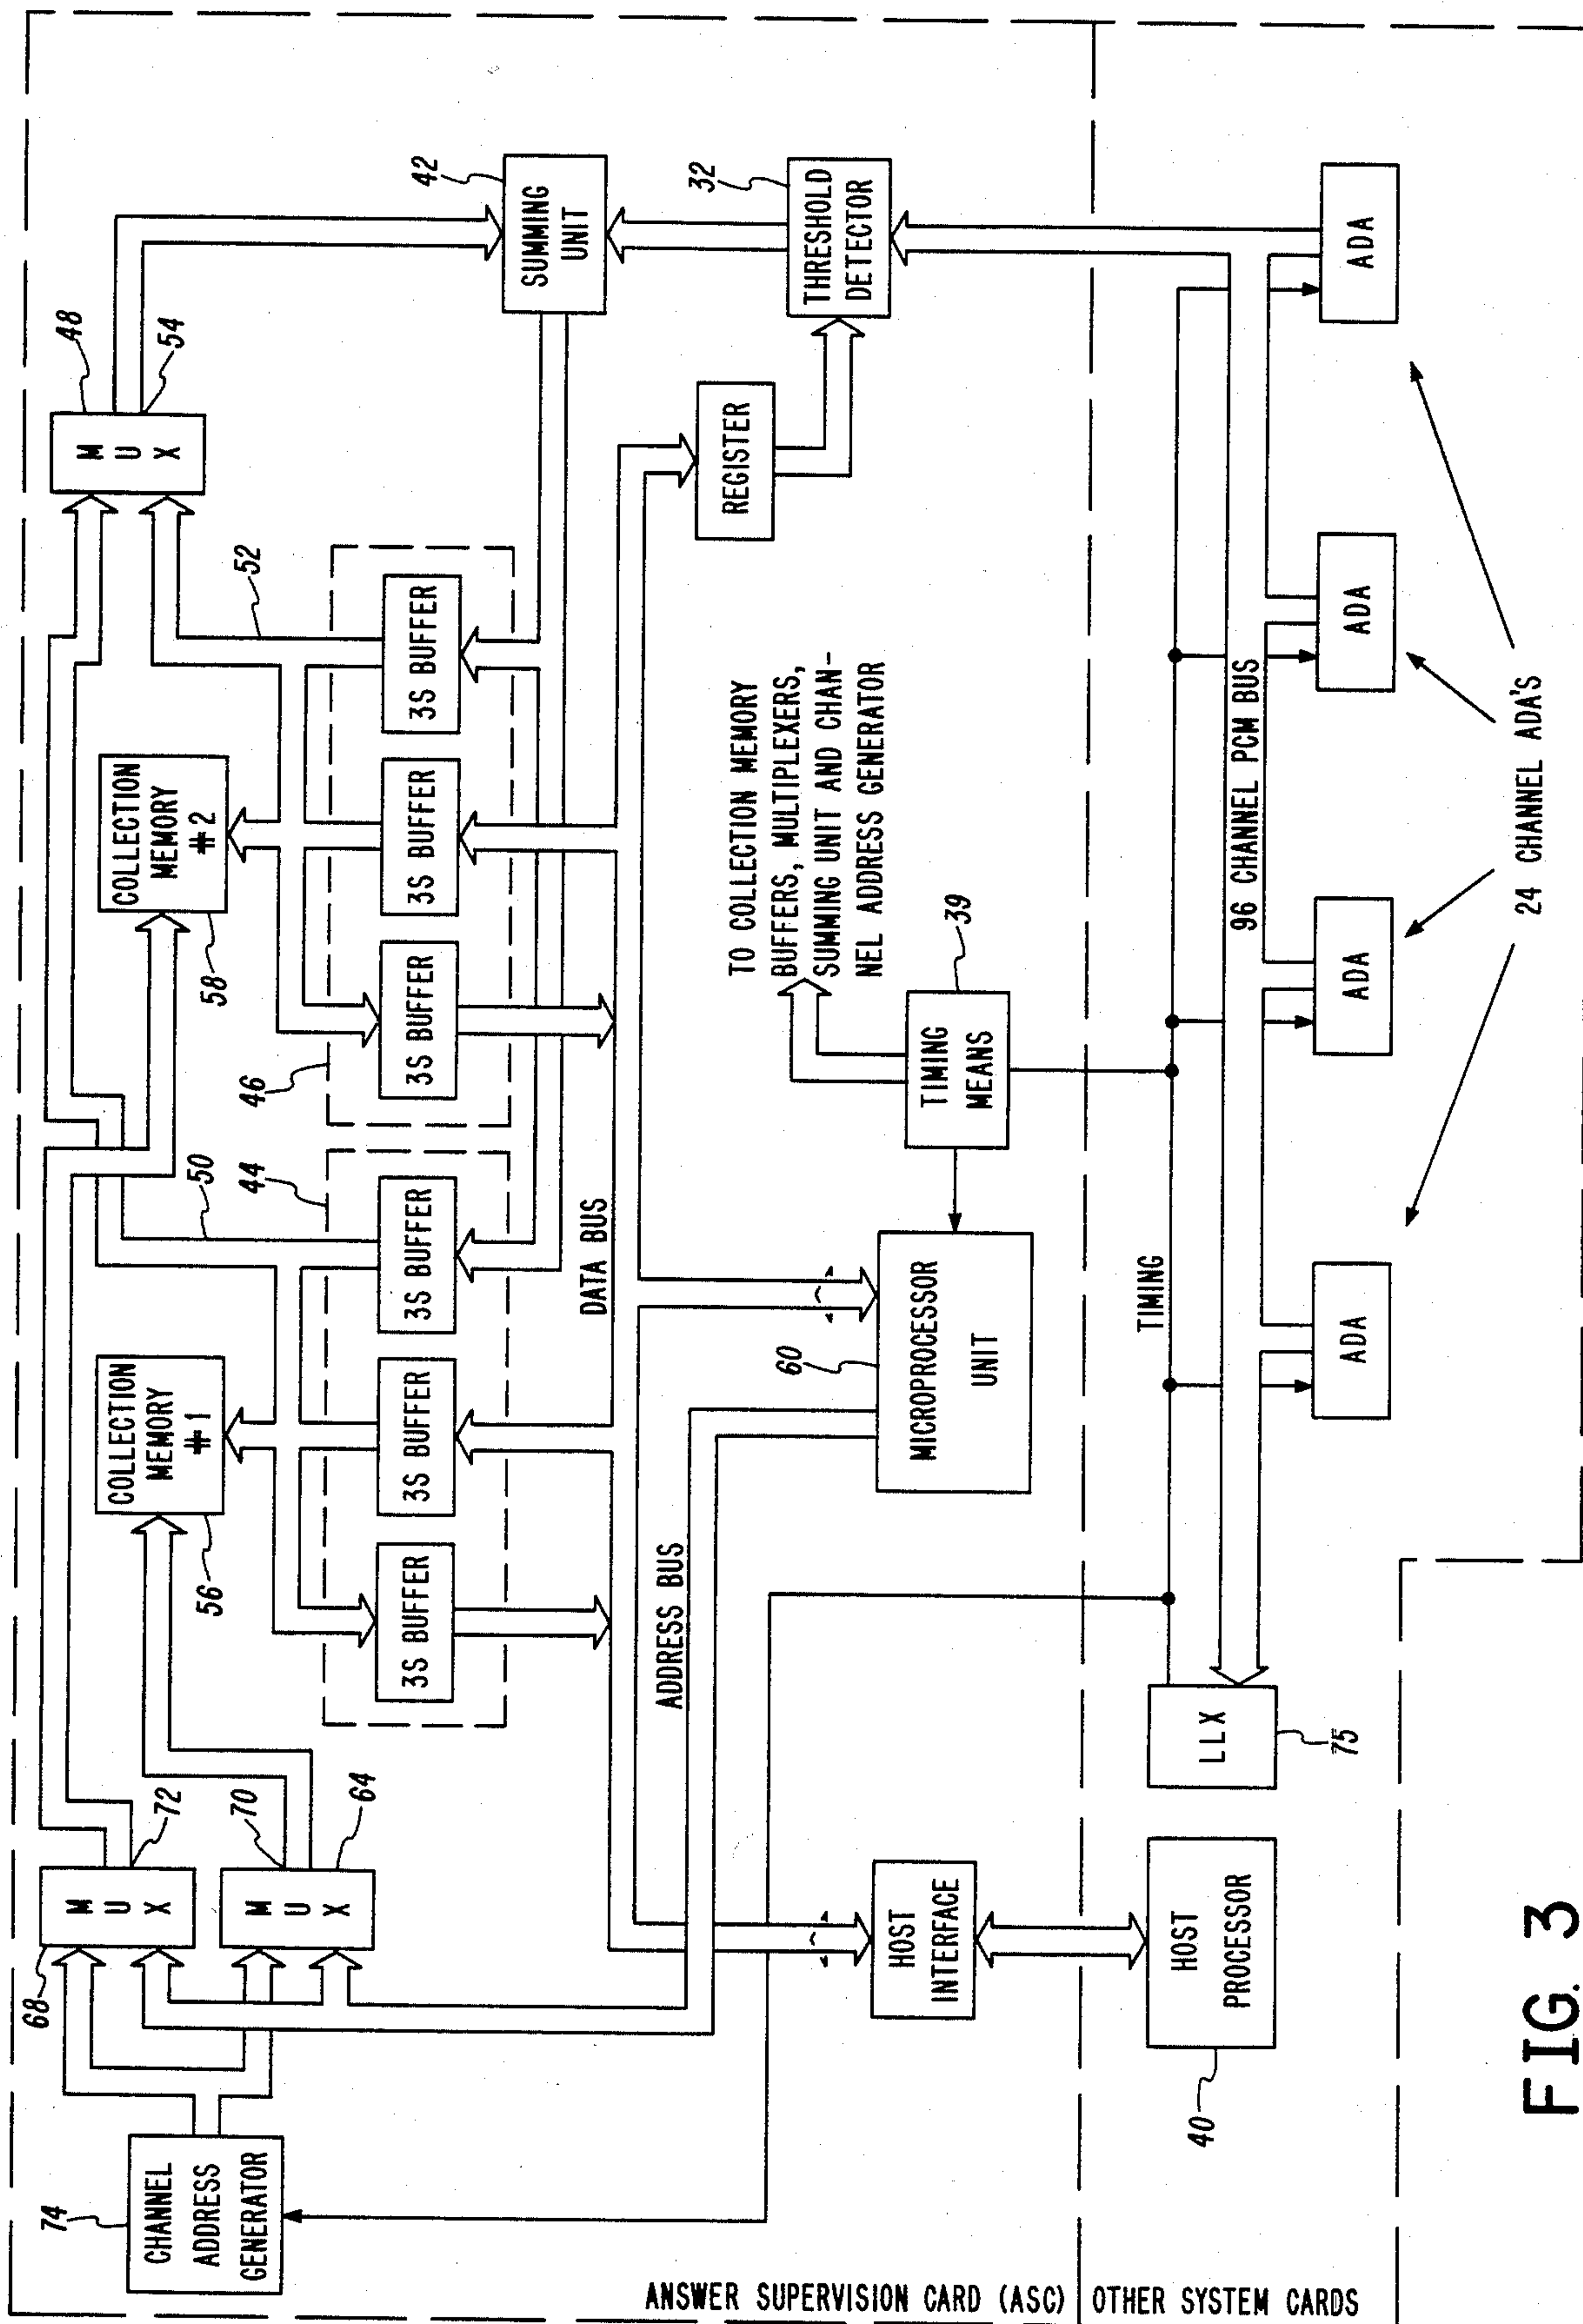 74
CHANNEL
ADDRESS
GENERATOR
68
MUX
72
MUX
70
64
COLLECTION
MEMORY
#1
56
COLLECTION
MEMORY
#2
58
MUX
48
54
50
44
52
46
3S BUFFER
3S BUFFER
3S BUFFER
3S BUFFER
3S BUFFER
3S BUFFER
42
SUMMING
UNIT
DATA BUS
ADDRESS BUS
REGISTER
32
THRESHOLD
DETECTOR
TO COLLECTION MEMORY
BUFFERS, MULTIPLEXERS,
SUMMING UNIT AND CHAN-
NEL ADDRESS GENERATOR
39
TIMING
MEANS
60
MICROPROCESSOR
UNIT
HOST
INTERFACE
ANSWER SUPERVISION CARD (ASC)
OTHER SYSTEM CARDS
HOST
PROCESSOR
40
LLX
75
TIMING
96 CHANNEL PCM BUS
ADA
ADA
ADA
ADA
24 CHANNEL ADA'S
FIG. 3